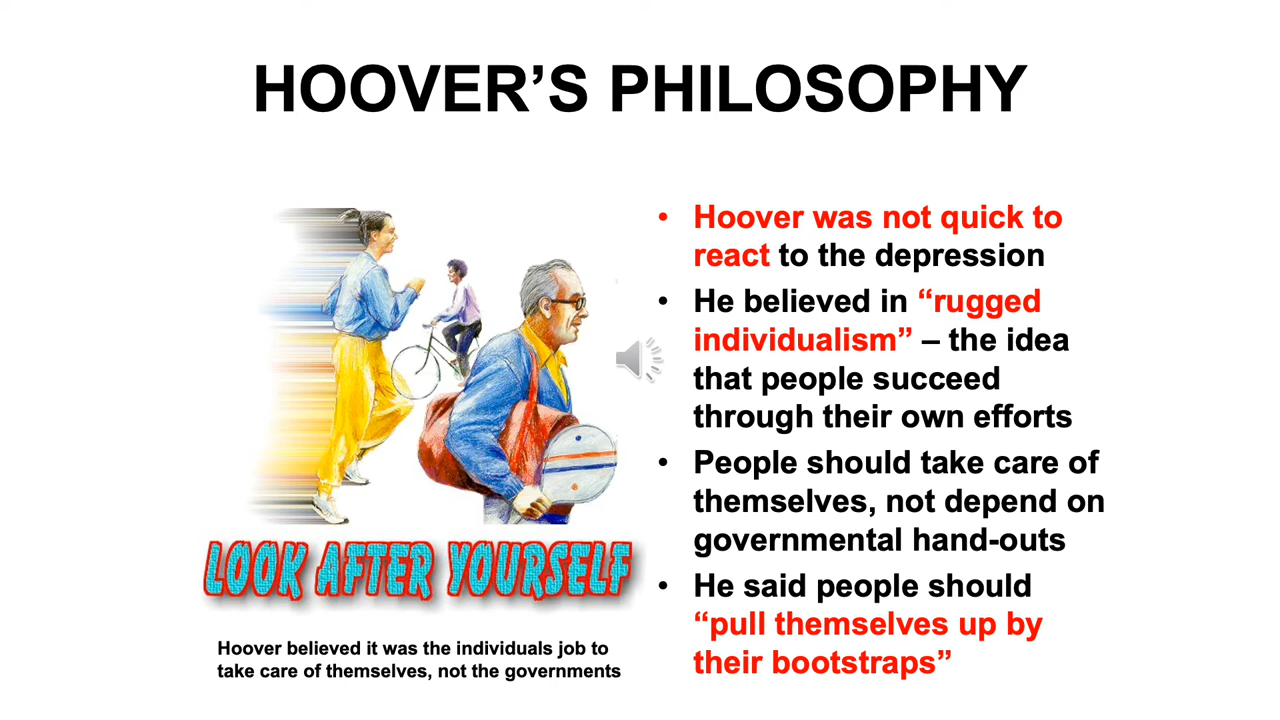 HOOVER’S PHILOSOPHY
• Hoover was not quick to
react to the depression
• He believed in “rugged
individualism” – the idea
that people succeed
through their own efforts
• People should take care of
themselves, not depend on
governmental hand-outs
• He said people should
“pull themselves up by
their bootstraps”
LOOK AFTER YOURSELF
Hoover believed it was the individuals job to
take care of themselves, not the governments